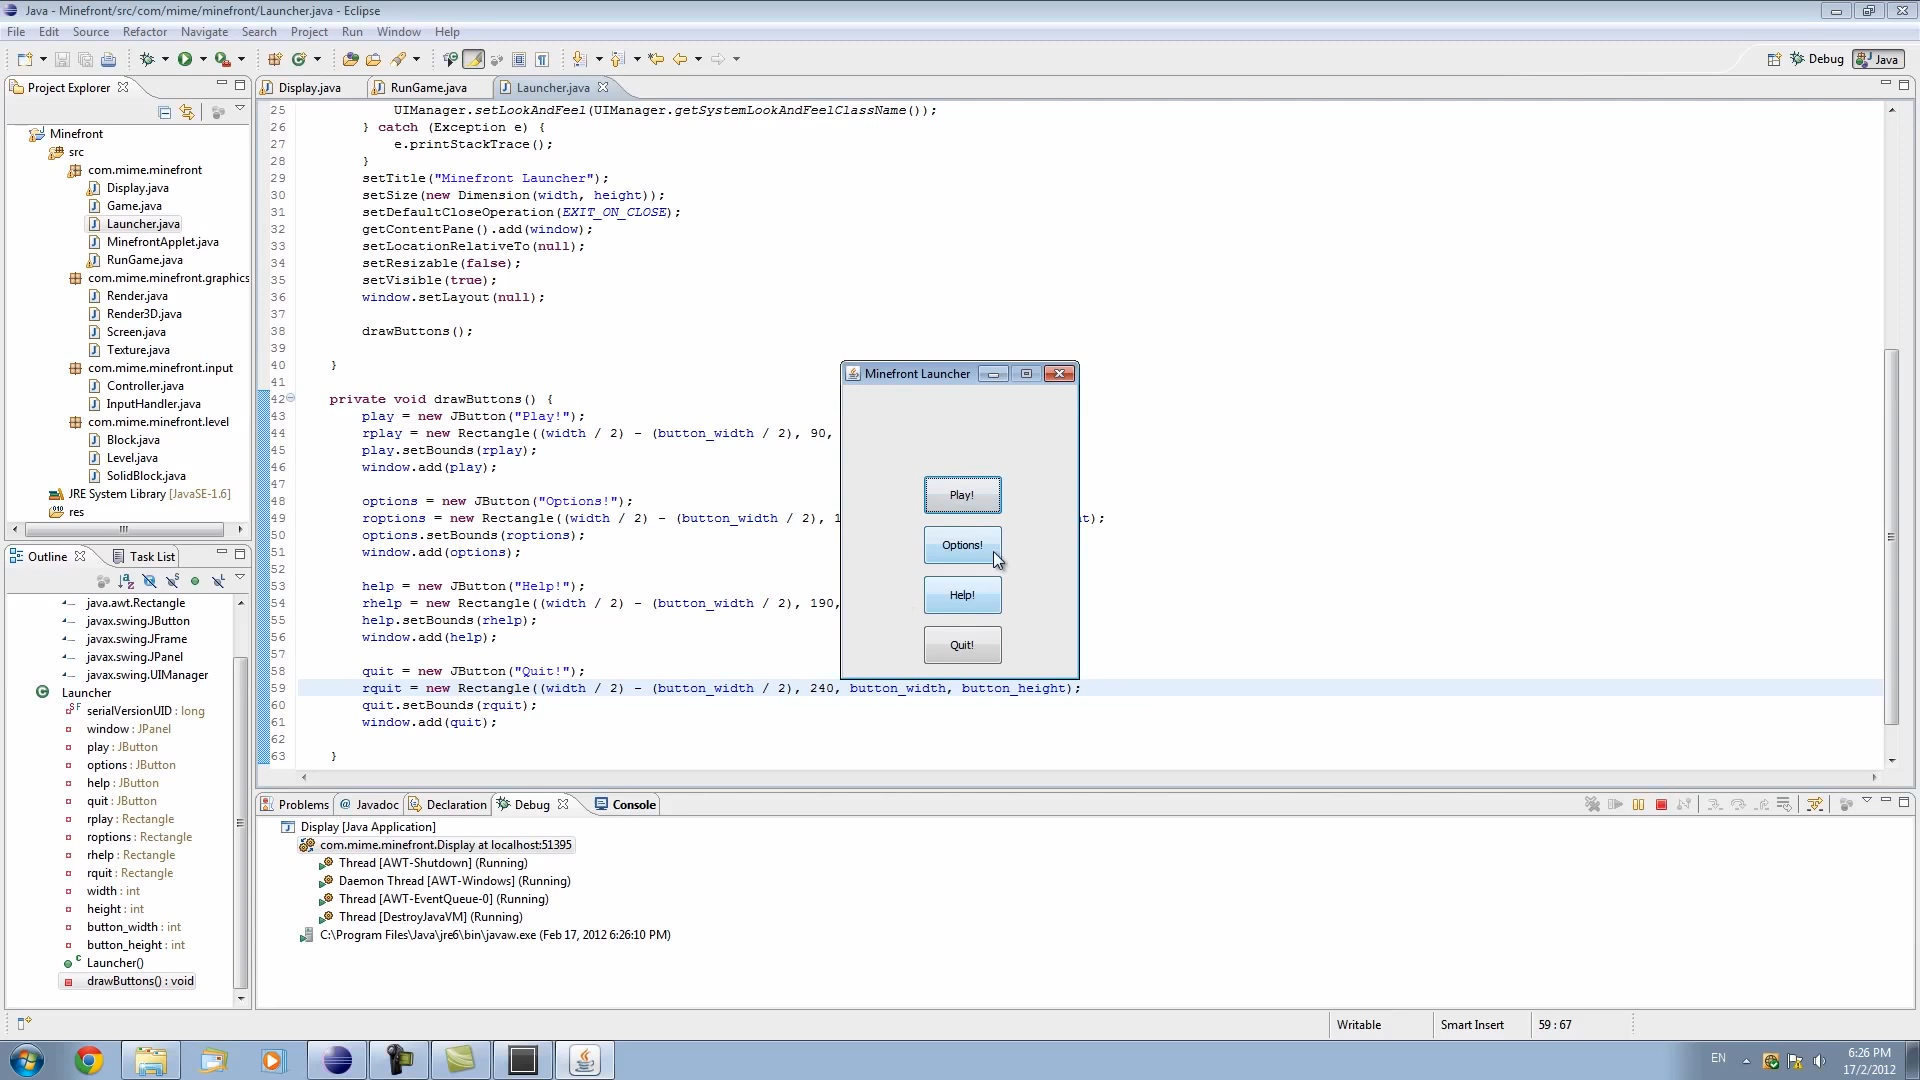 Java - Minefront/src/com/mime/minefront/Launcher.java - Eclipse
File Edit Source Refactor Navigate Search Project Run Window Help
Debug Java
Project Explorer
Display.java RunGame.java Launcher.java
Minefront
src
com.mime.minefront
Display.java
Game.java
Launcher.java
MinefrontApplet.java
RunGame.java
com.mime.minefront.graphics
Render.java
Render3D.java
Screen.java
Texture.java
com.mime.minefront.input
Controller.java
InputHandler.java
com.mime.minefront.level
Block.java
Level.java
SolidBlock.java
JRE System Library [JavaSE-1.6]
res
25 UIManager.setLookAndFeel(UIManager.getSystemLookAndFeelClassName());
26 } catch (Exception e) {
27 e.printStackTrace();
28 }
29 setTitle("Minefront Launcher");
30 setSize(new Dimension(width, height));
31 setDefaultCloseOperation(EXIT_ON_CLOSE);
32 getContentPane().add(window);
33 setLocationRelativeTo(null);
34 setResizable(false);
35 setVisible(true);
36 window.setLayout(null);
37
38 drawButtons();
39
40 }
41
42 private void drawButtons() {
43 play = new JButton("Play!");
44 rplay = new Rectangle((width / 2) - (button_width / 2), 90,
45 play.setBounds(rplay);
46 window.add(play);
47
48 options = new JButton("Options!");
49 roptions = new Rectangle((width / 2) - (button_width / 2), 1 t);
50 options.setBounds(roptions);
51 window.add(options);
52
53 help = new JButton("Help!");
54 rhelp = new Rectangle((width / 2) - (button_width / 2), 190,
55 help.setBounds(rhelp);
56 window.add(help);
57
58 quit = new JButton("Quit!");
59 rquit = new Rectangle((width / 2) - (button_width / 2), 240, button_width, button_height);
60 quit.setBounds(rquit);
61 window.add(quit);
62
63 }
Minefront Launcher
Play!
Options!
Help!
Quit!
Outline Task List
java.awt.Rectangle
javax.swing.JButton
javax.swing.JFrame
javax.swing.JPanel
javax.swing.UIManager
Launcher
serialVersionUID : long
window : JPanel
play : JButton
options : JButton
help : JButton
quit : JButton
rplay : Rectangle
roptions : Rectangle
rhelp : Rectangle
rquit : Rectangle
width : int
height : int
button_width : int
button_height : int
Launcher()
drawButtons() : void
Problems Javadoc Declaration Debug Console
Display [Java Application]
com.mime.minefront.Display at localhost:51395
Thread [AWT-Shutdown] (Running)
Daemon Thread [AWT-Windows] (Running)
Thread [AWT-EventQueue-0] (Running)
Thread [DestroyJavaVM] (Running)
C:\Program Files\Java\jre6\bin\javaw.exe (Feb 17, 2012 6:26:10 PM)
Writable Smart Insert 59 : 67
EN 6:26 PM
17/2/2012